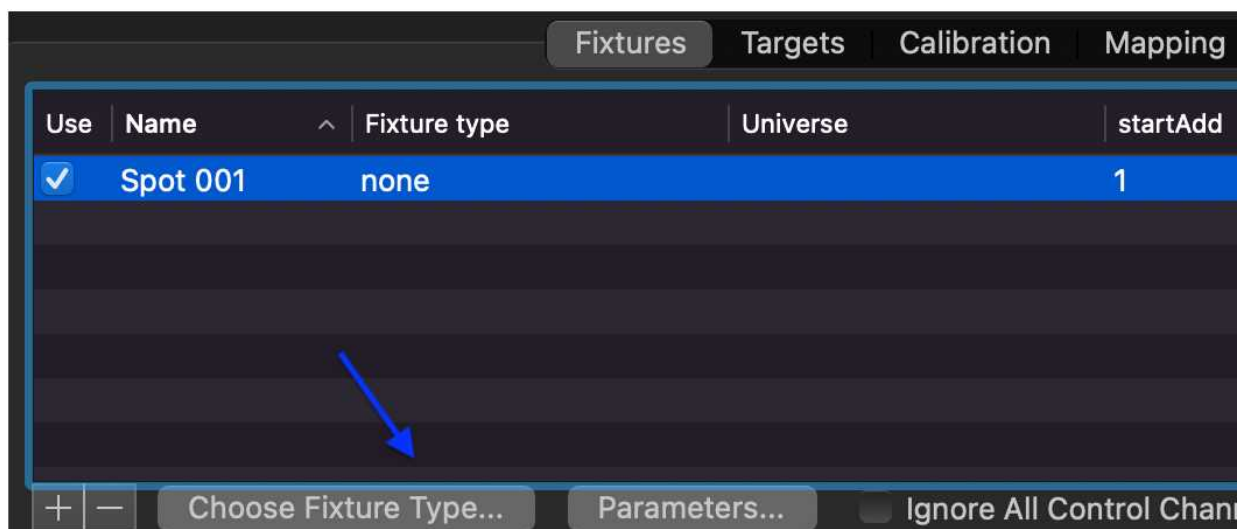 Fixtures Targets Calibration Mapping
Use Name Fixture type Universe startAdd
Spot 001 none 1
+ − Choose Fixture Type... Parameters... Ignore All Control Chan